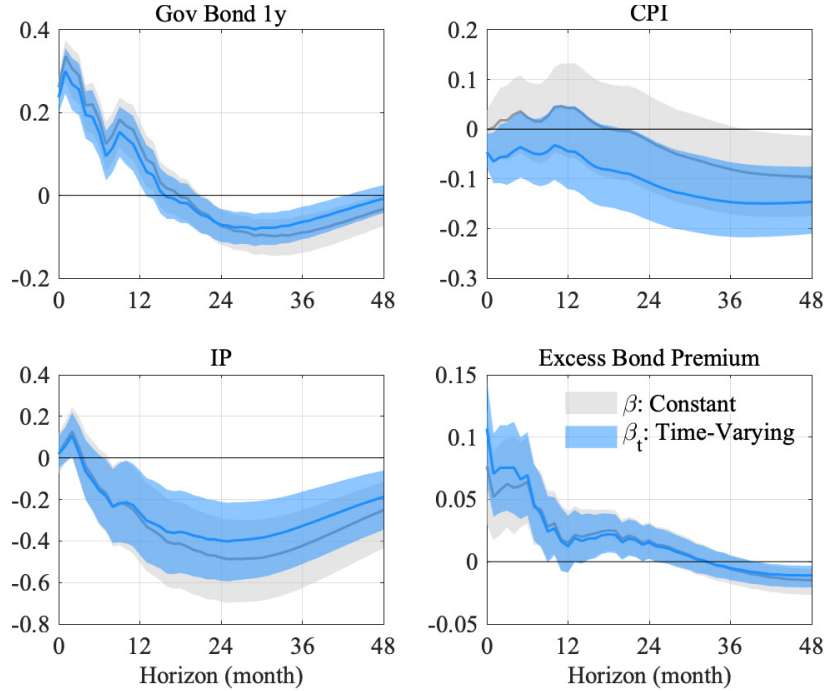 Gov Bond 1y
0.4
0.2
0
-0.2
0 12 24 36 48
CPI
0.2
0.1
0
-0.1
-0.2
-0.3
0 12 24 36 48
IP
0.4
0.2
0
-0.2
-0.4
-0.6
-0.8
0 12 24 36 48
Horizon (month)
Excess Bond Premium
β: Constant
βt: Time-Varying
0.15
0.1
0.05
0
-0.05
0 12 24 36 48
Horizon (month)